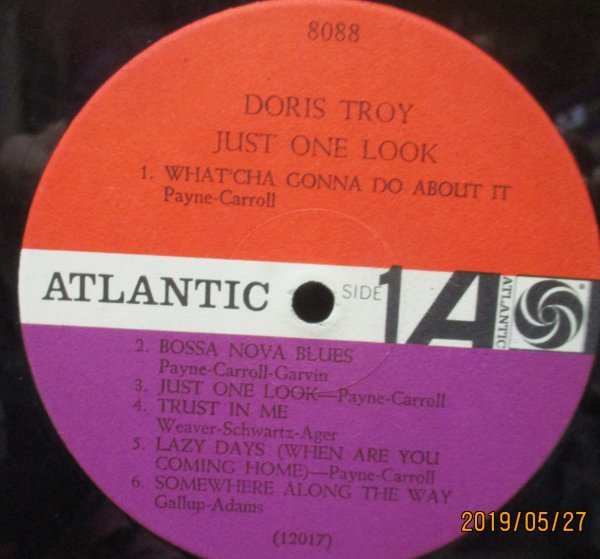 8088
DORIS TROY
JUST ONE LOOK
1. WHAT'CHA GONNA DO ABOUT IT
Payne-Carroll
ATLANTIC SIDE 1 A ATLANTIC
2. BOSSA NOVA BLUES
Payne-Carroll-Garvin
3. JUST ONE LOOK—Payne-Carroll
4. TRUST IN ME
Weaver-Schwartz-Ager
5. LAZY DAYS (WHEN ARE YOU
COMING HOME)—Payne-Carroll
6. SOMEWHERE ALONG THE WAY
Gallup-Adams
(12017)
2019/05/27